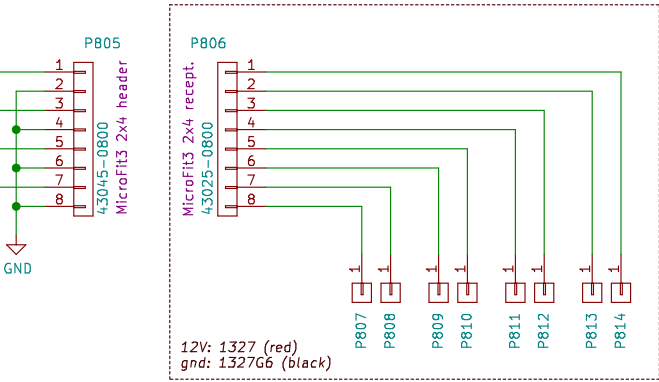 P805
1
2
3
4
5
6
7
8
43045-0800
MicroFit3 2x4 header
GND
P806
1
2
3
4
5
6
7
8
MicroFit3 2x4 recept.
43025-0800
1
1
1
1
1
1
1
1
P807
P808
P809
P810
P811
P812
P813
P814
12V: 1327 (red)
gnd: 1327G6 (black)